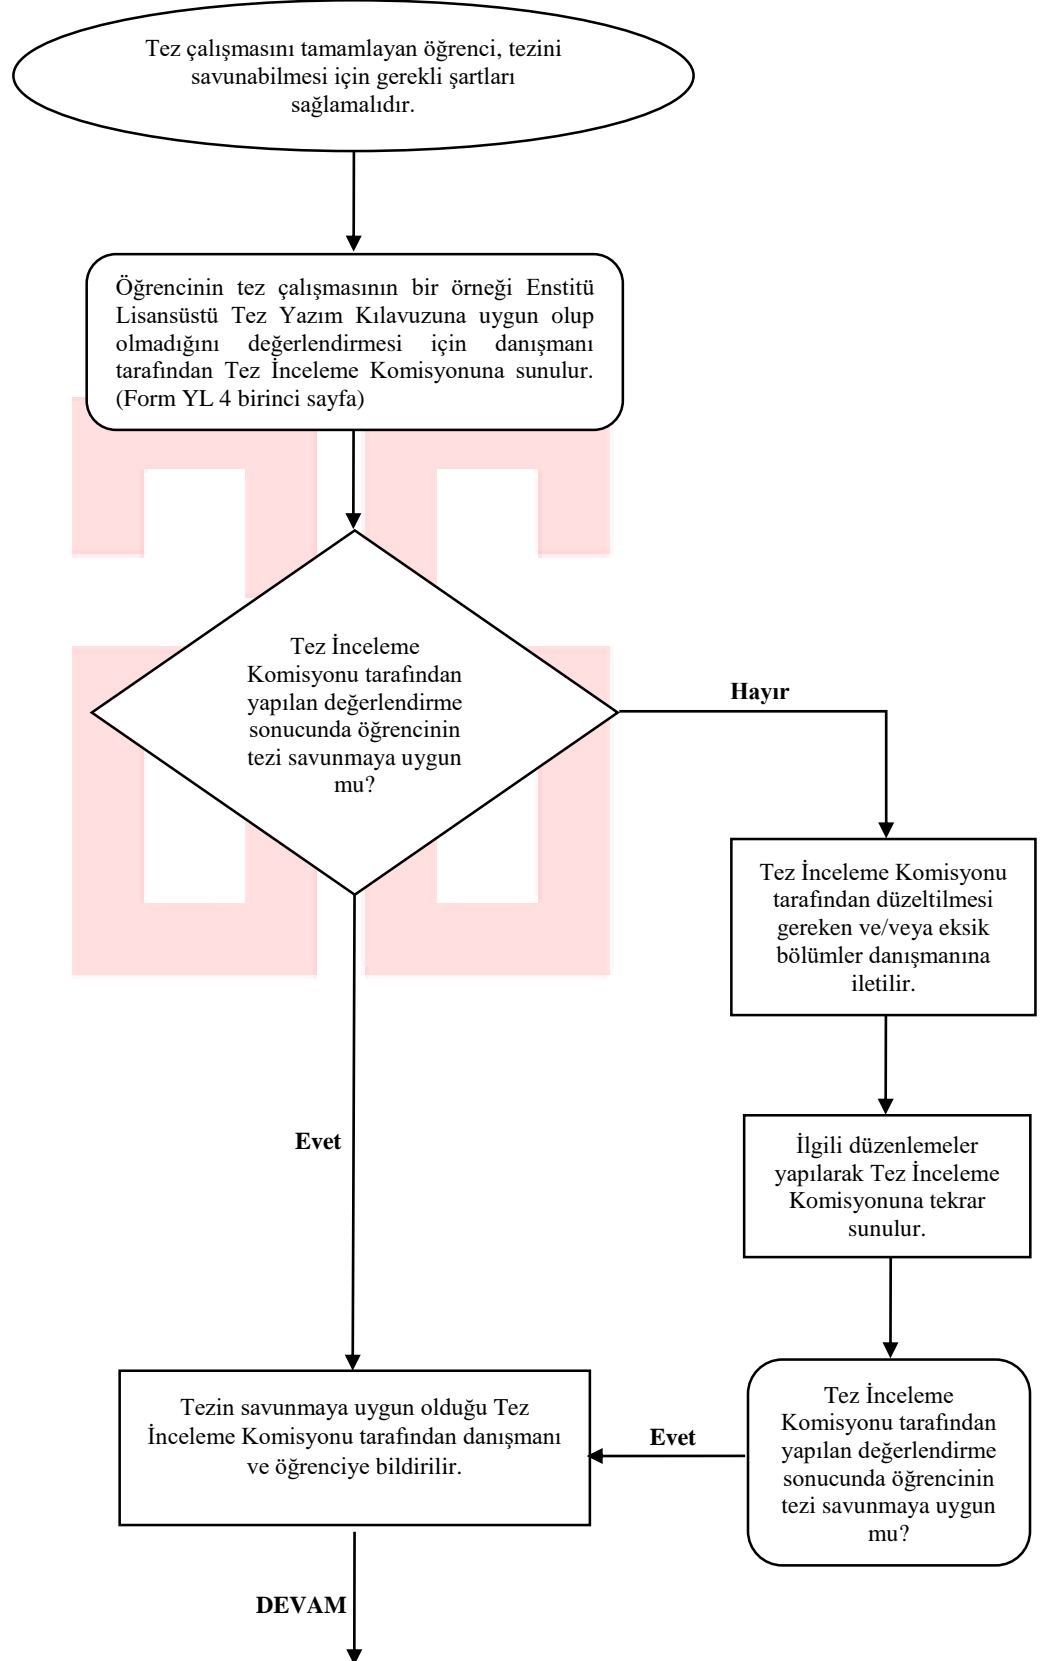 Tez çalışmasını tamamlayan öğrenci, tezini
savunabilmesi için gerekli şartları
sağlamalıdır.
Öğrencinin tez çalışmasının bir örneği Enstitü
Lisansüstü Tez Yazım Kılavuzuna uygun olup
olmadığını değerlendirmesi için danışmanı
tarafından Tez İnceleme Komisyonuna sunulur.
(Form YL 4 birinci sayfa)
Tez İnceleme
Komisyonu tarafından
yapılan değerlendirme
sonucunda öğrencinin
tezi savunmaya uygun
mu?
Hayır
Tez İnceleme Komisyonu
tarafından düzeltilmesi
gereken ve/veya eksik
bölümler danışmanına
iletilir.
Evet
İlgili düzenlemeler
yapılarak Tez İnceleme
Komisyonuna tekrar
sunulur.
Tezin savunmaya uygun olduğu Tez
İnceleme Komisyonu tarafından danışmanı
ve öğrenciye bildirilir.
Evet
Tez İnceleme
Komisyonu tarafından
yapılan değerlendirme
sonucunda öğrencinin
tezi savunmaya uygun
mu?
DEVAM